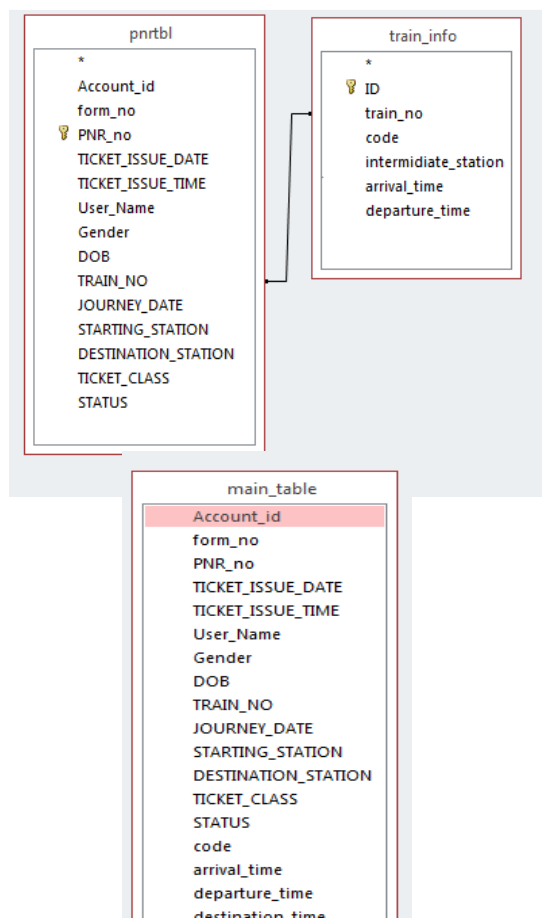 pnrtbl
*
Account_id
form_no
PNR_no
TICKET_ISSUE_DATE
TICKET_ISSUE_TIME
User_Name
Gender
DOB
TRAIN_NO
JOURNEY_DATE
STARTING_STATION
DESTINATION_STATION
TICKET_CLASS
STATUS
train_info
*
ID
train_no
code
intermidiate_station
arrival_time
departure_time
main_table
Account_id
form_no
PNR_no
TICKET_ISSUE_DATE
TICKET_ISSUE_TIME
User_Name
Gender
DOB
TRAIN_NO
JOURNEY_DATE
STARTING_STATION
DESTINATION_STATION
TICKET_CLASS
STATUS
code
arrival_time
departure_time
destination_time